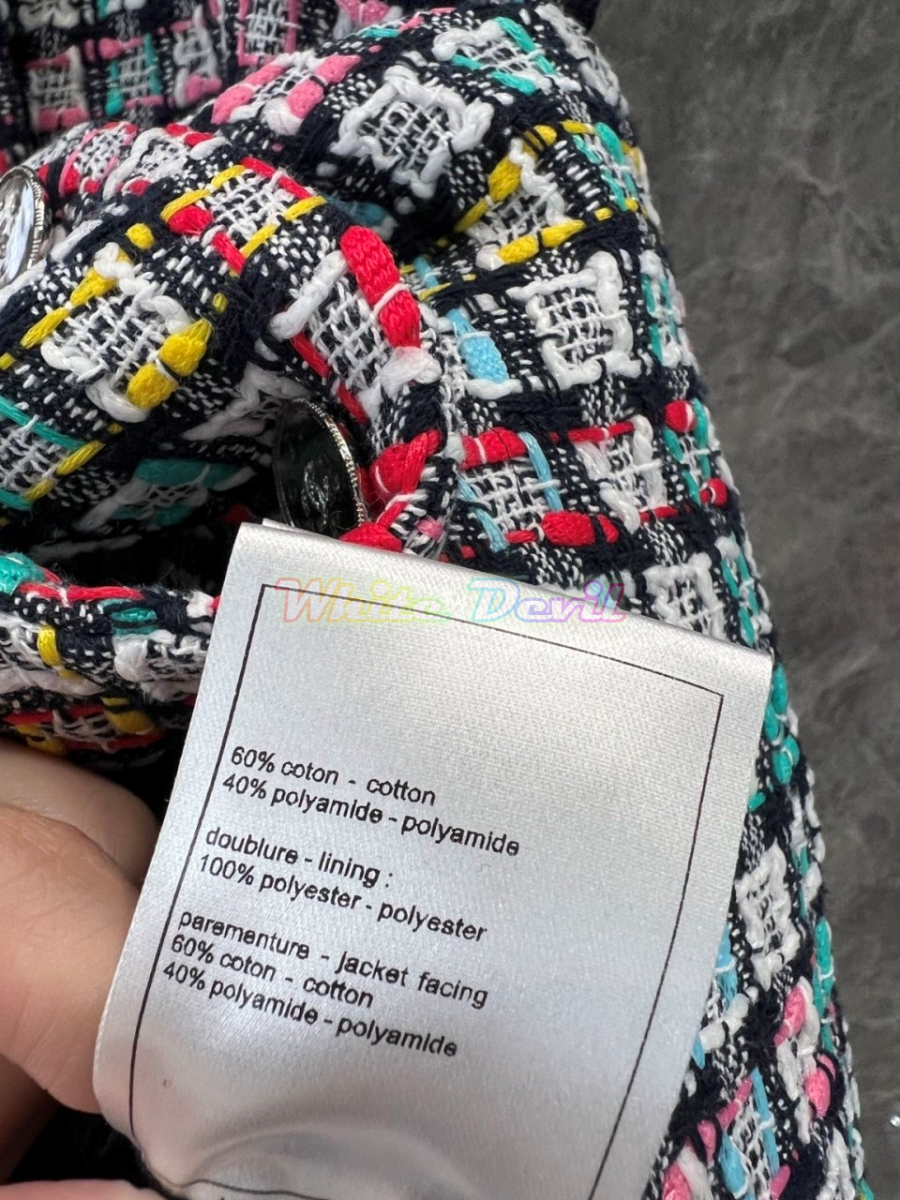 White Devil
60% coton - cotton
40% polyamide - polyamide
doublure - lining :
100% polyester - polyester
parementure - jacket facing
60% coton - cotton
40% polyamide - polyamide